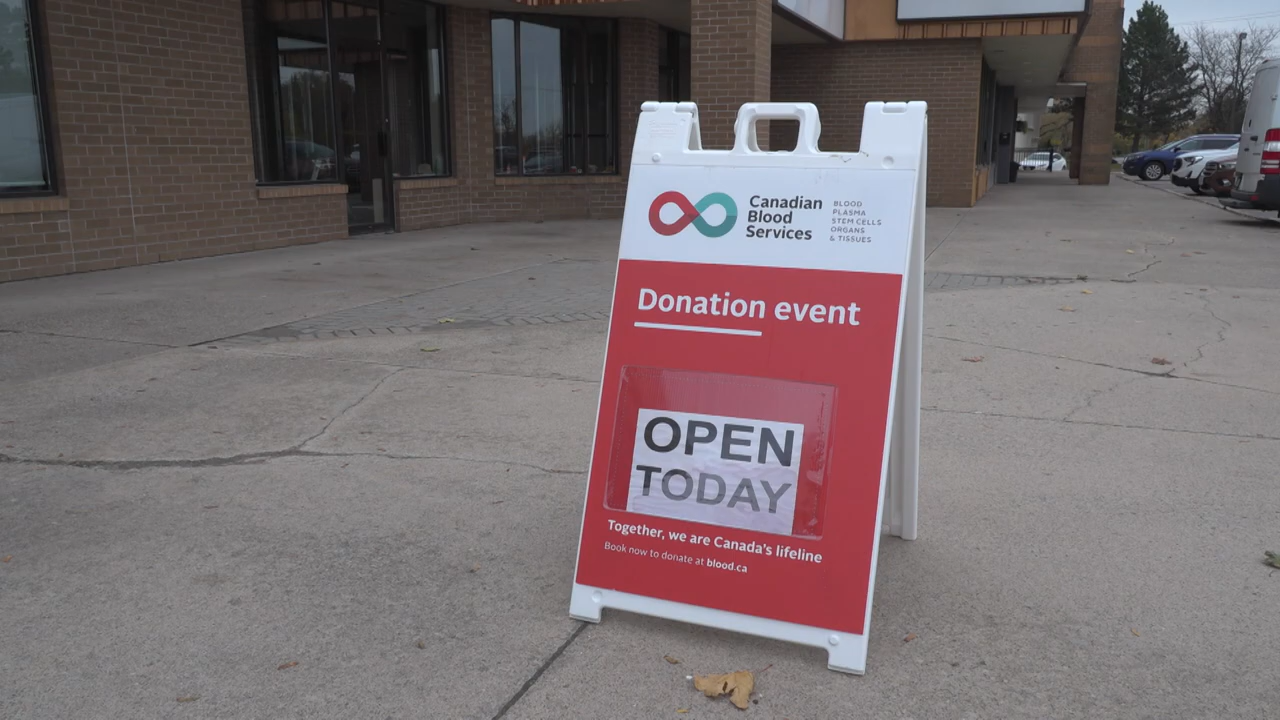 Canadian
Blood
Services
BLOOD
PLASMA
STEM CELLS
ORGANS
& TISSUES
Donation event
OPEN
TODAY
Together, we are Canada's lifeline
Book now to donate at blood.ca